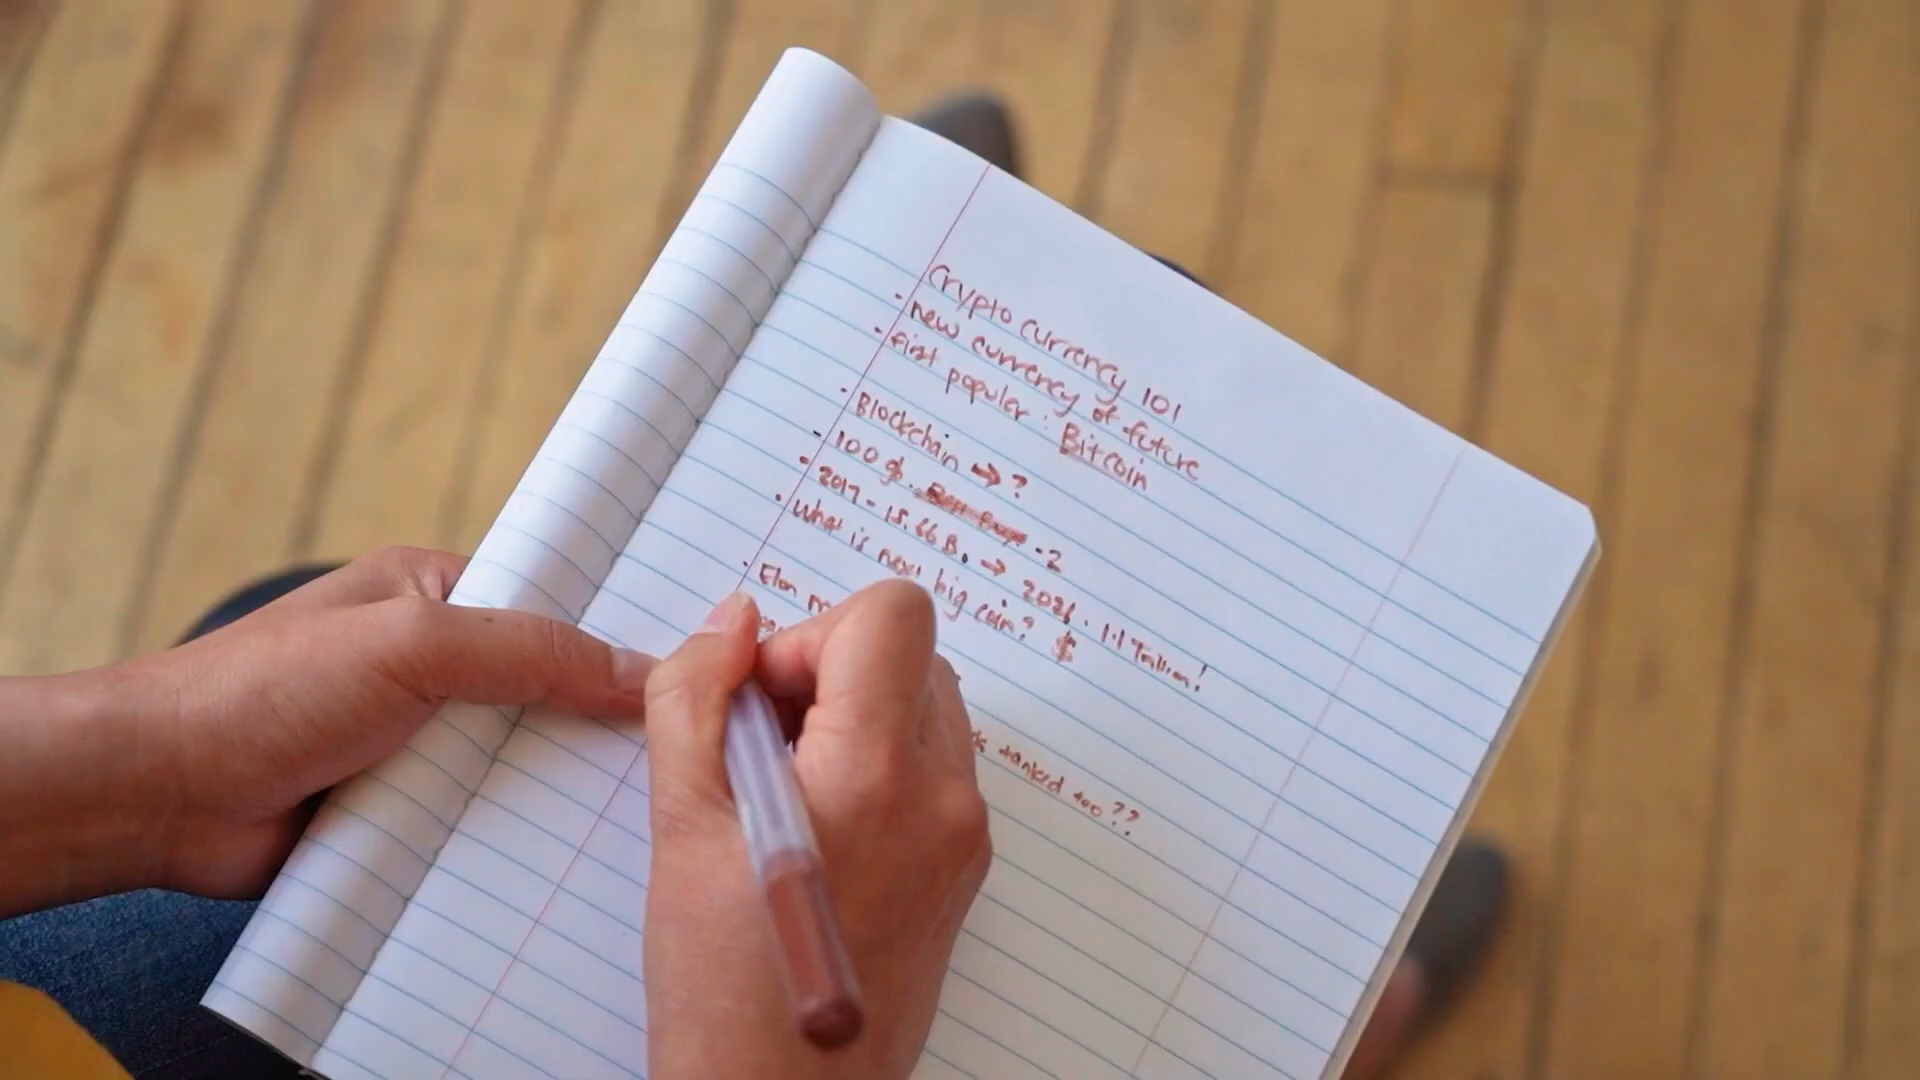 Crypto currency 101
- new currency of future
- first populer : Bitcoin
- Blockchain → ?
- 100 $. -2
- 2017 - 15.66 B. → 2021. 1.1 Trillion!
- What is next big coin? $
- Elon
tanked too??